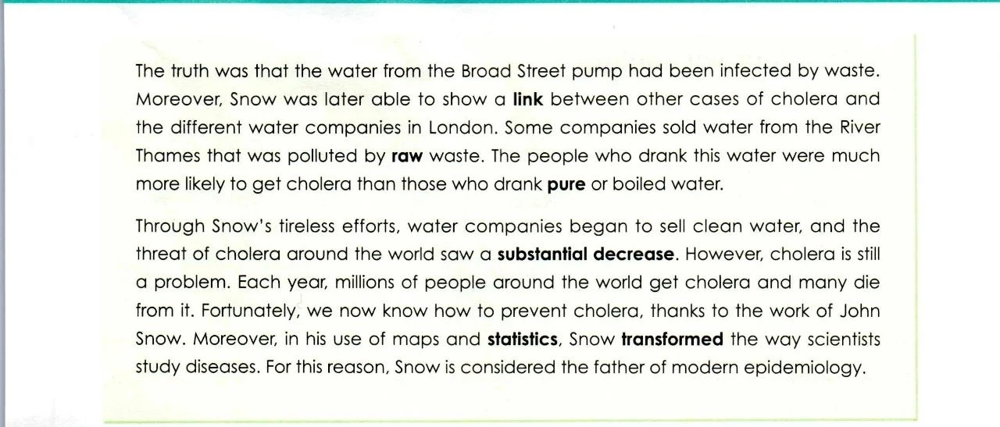 The truth was that the water from the Broad Street pump had been infected by waste.
Moreover, Snow was later able to show a link between other cases of cholera and
the different water companies in London. Some companies sold water from the River
Thames that was polluted by raw waste. The people who drank this water were much
more likely to get cholera than those who drank pure or boiled water.
Through Snow's tireless efforts, water companies began to sell clean water, and the
threat of cholera around the world saw a substantial decrease. However, cholera is still
a problem. Each year, millions of people around the world get cholera and many die
from it. Fortunately, we now know how to prevent cholera, thanks to the work of John
Snow. Moreover, in his use of maps and statistics, Snow transformed the way scientists
study diseases. For this reason, Snow is considered the father of modern epidemiology.